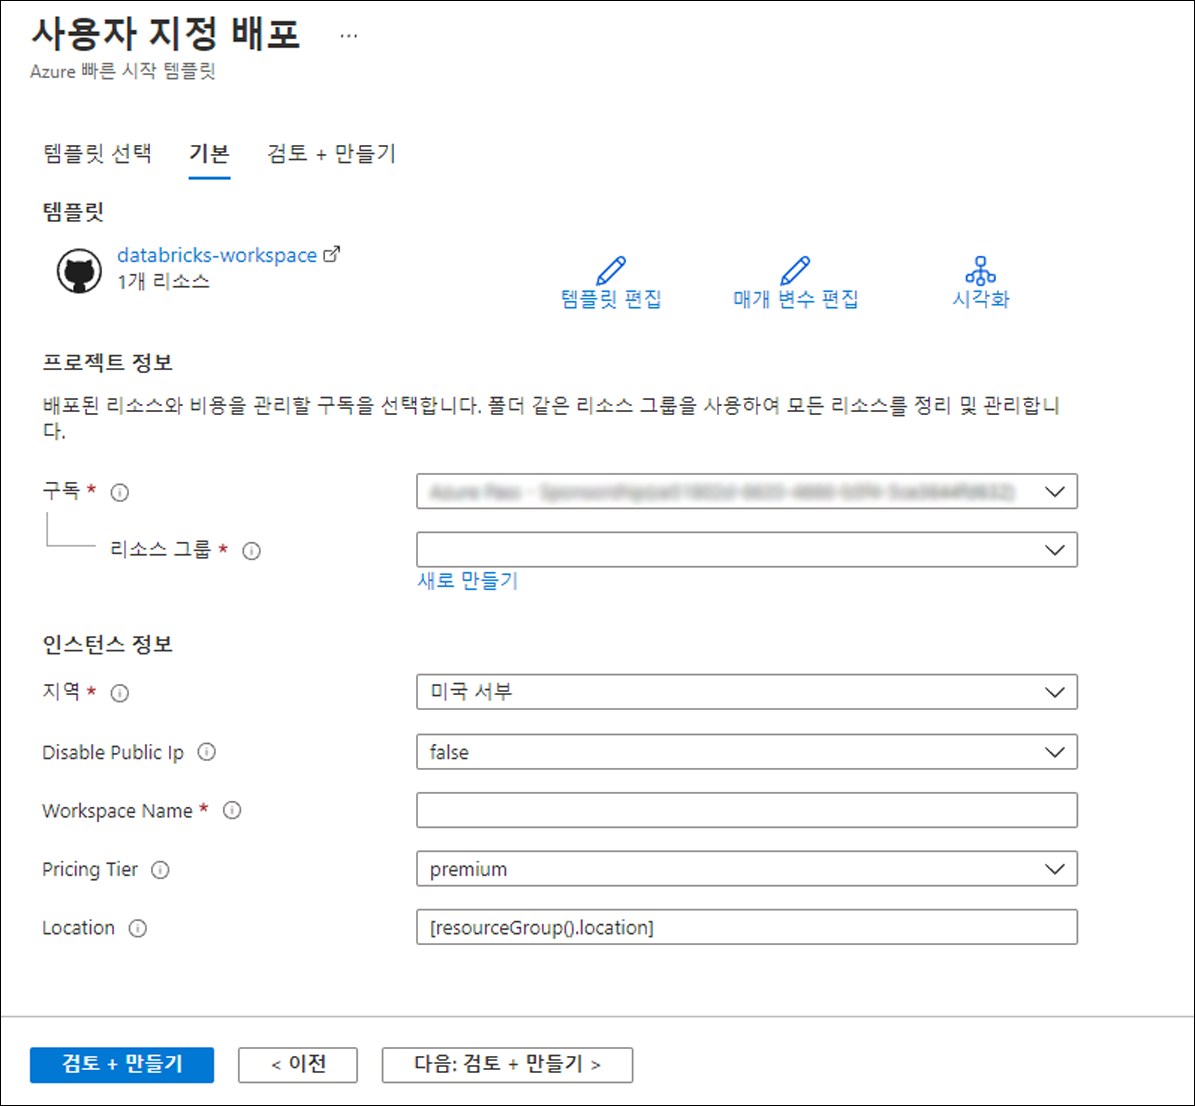 사용자 지정 배포 ...
Azure 빠른 시작 템플릿
템플릿 선택 기본 검토 + 만들기
템플릿
databricks-workspace
1개 리소스
템플릿 편집 매개 변수 편집 시각화
프로젝트 정보
배포된 리소스와 비용을 관리할 구독을 선택합니다. 폴더 같은 리소스 그룹을 사용하여 모든 리소스를 정리 및 관리합니
다.
구독 *
리소스 그룹 *
새로 만들기
인스턴스 정보
지역 * 미국 서부
Disable Public Ip false
Workspace Name *
Pricing Tier premium
Location [resourceGroup().location]
검토 + 만들기 < 이전 다음: 검토 + 만들기 >